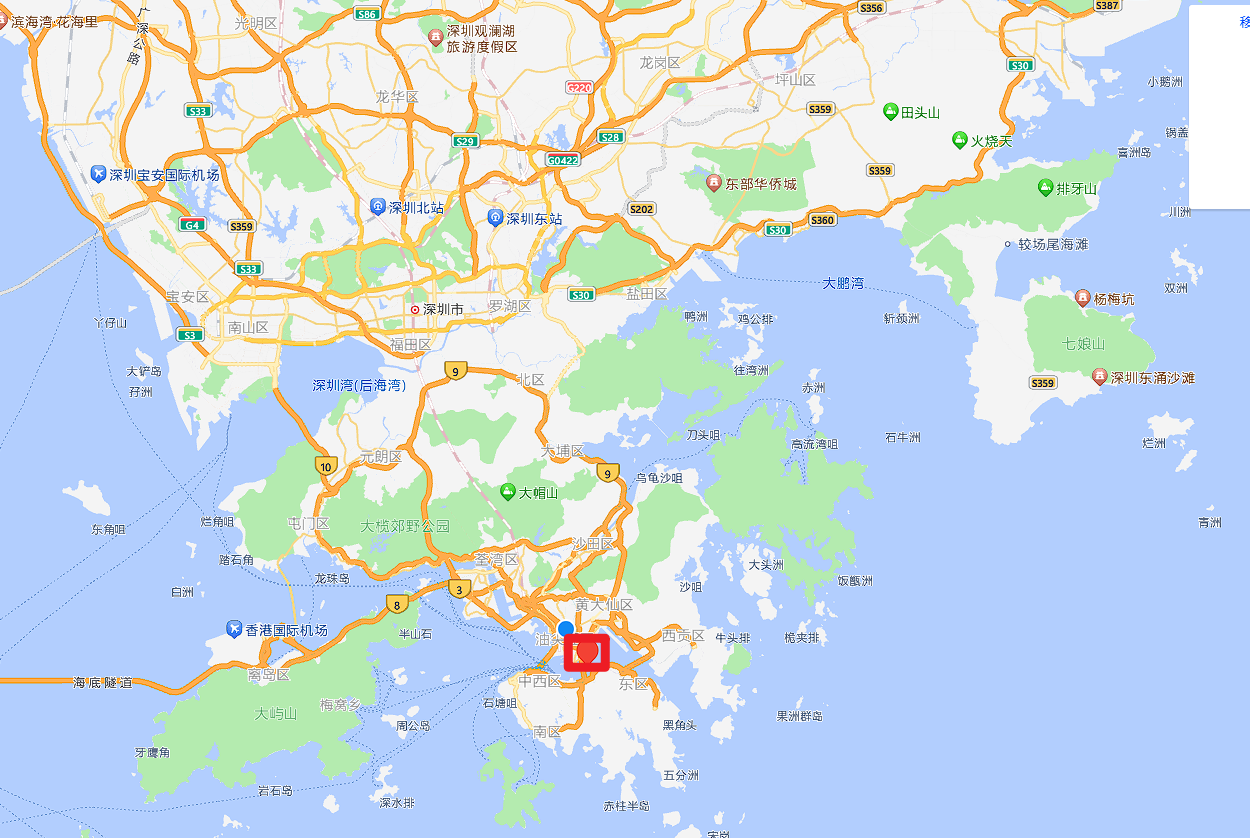 S86
S356
S387
滨海湾·花海里
广深公路
光明区
移
深圳观澜湖
旅游度假区
龙岗区
S30
坪山区
小鹅洲
G220
龙华区
S33
S359
田头山
锅盖
S29
S28
火烧天
喜洲岛
G0422
深圳宝安国际机场
东部华侨城
S359
排牙山
深圳北站
深圳东站
S202
川洲
G4
S359
S30
S360
较场尾海滩
S33
大鹏湾
双洲
宝安区
S30
盐田区
杨梅坑
罗湖区
深圳市
丫仔山
南山区
鸭洲
鸡公排
斩颈洲
S3
福田区
七娘山
大铲岛
9
往湾洲
孖洲
深圳湾(后海湾)
北区
赤洲
S359
深圳东涌沙滩
刀头咀
高流湾咀
石牛洲
烂洲
大埔区
元朗区
10
9
乌龟沙咀
大帽山
东角咀
烂角咀
屯门区
大榄郊野公园
青洲
沙田区
踏石角
荃湾区
大头洲
龙珠岛
饭甑洲
白洲
3
沙咀
8
黄大仙区
香港国际机场
半山石
油尖
西贡区
牛头排
桅夹排
离岛区
海底隧道
中西区
东区
梅窝乡
石塘咀
大屿山
周公岛
果洲群岛
黑角头
南区
牙鹰角
五分洲
岩石岛
深水排
赤柱半岛
宋岗